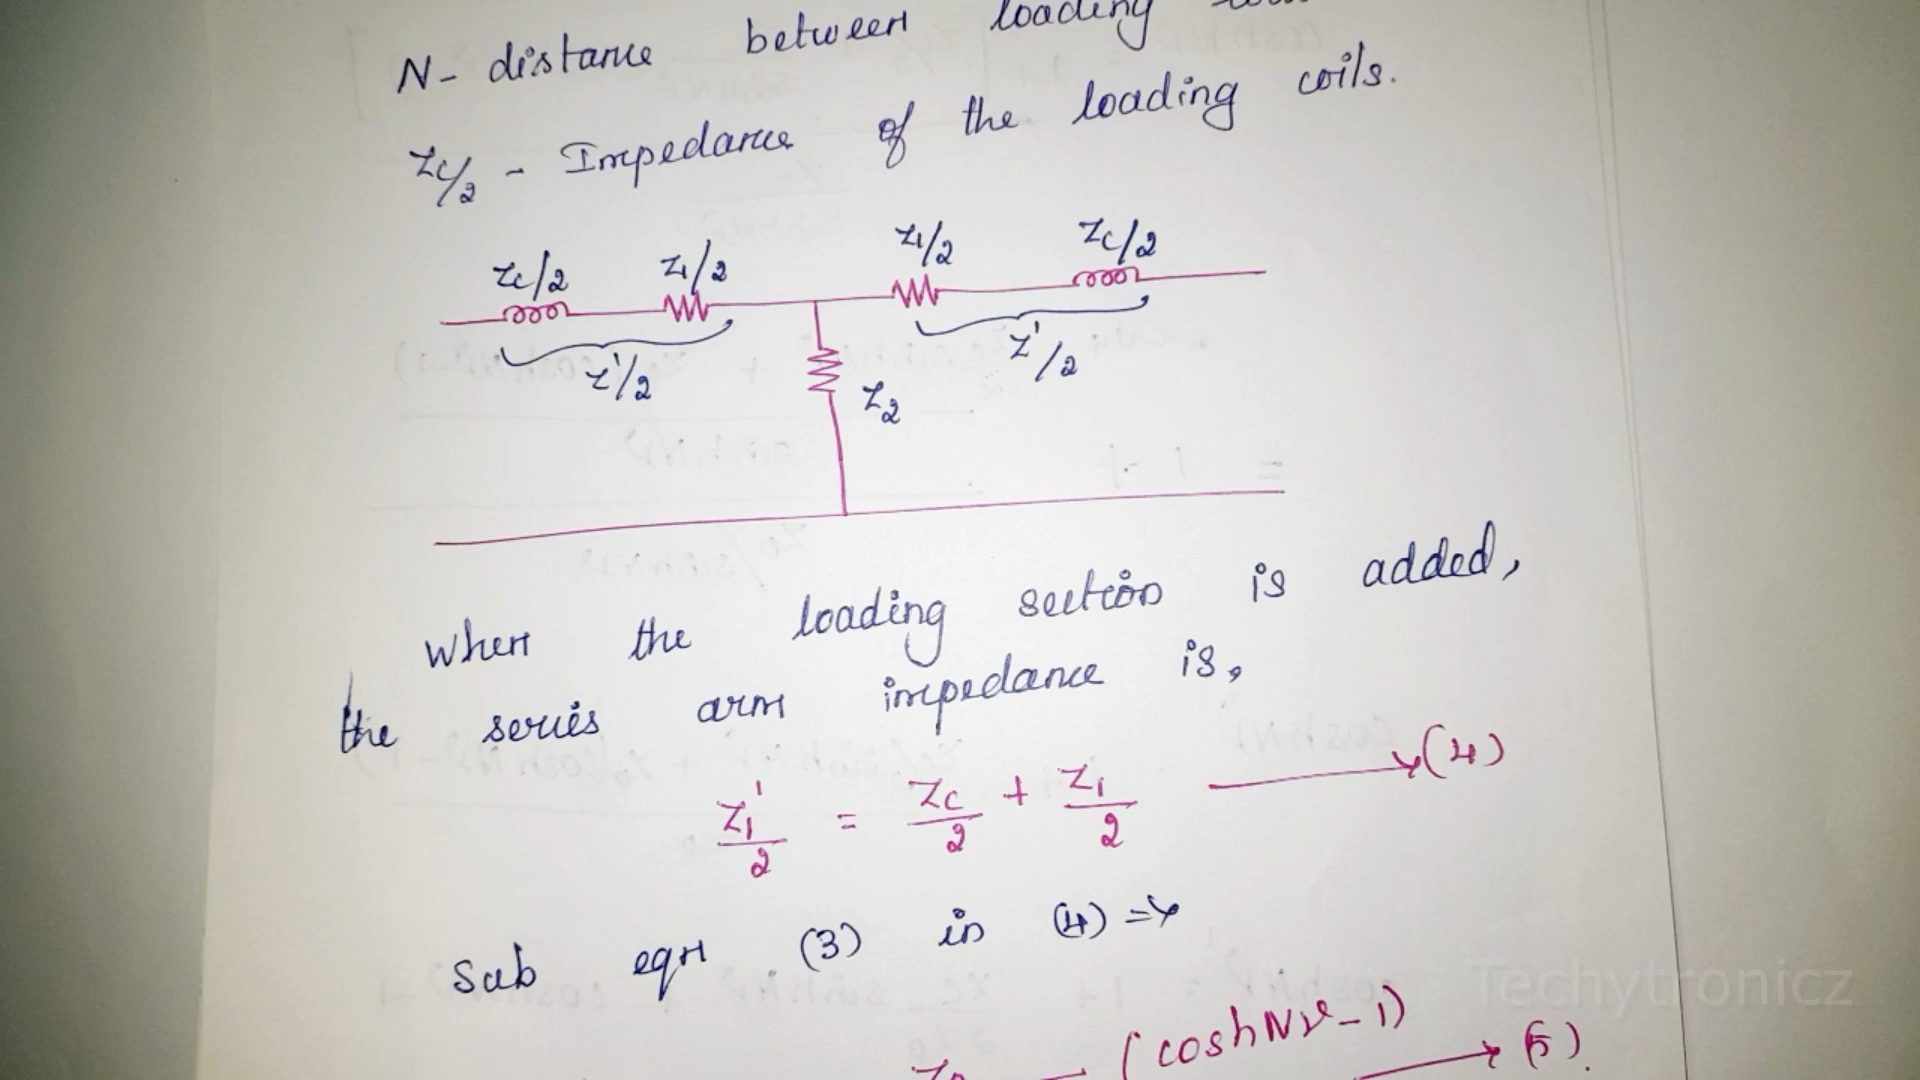 N- distance between loading
Zc/2 - Impedance of the loading coils.
Zc/2 Z1/2 Z1/2 Zc/2
Z'/2 Z'/2
Z2
when the loading section is added,
the series arm impedance is,
Z1'/2 = Zc/2 + Z1/2 → (4)
Sub eqn (3) in (4) =>
(coshNγ-1) → (5).
Techytronicz